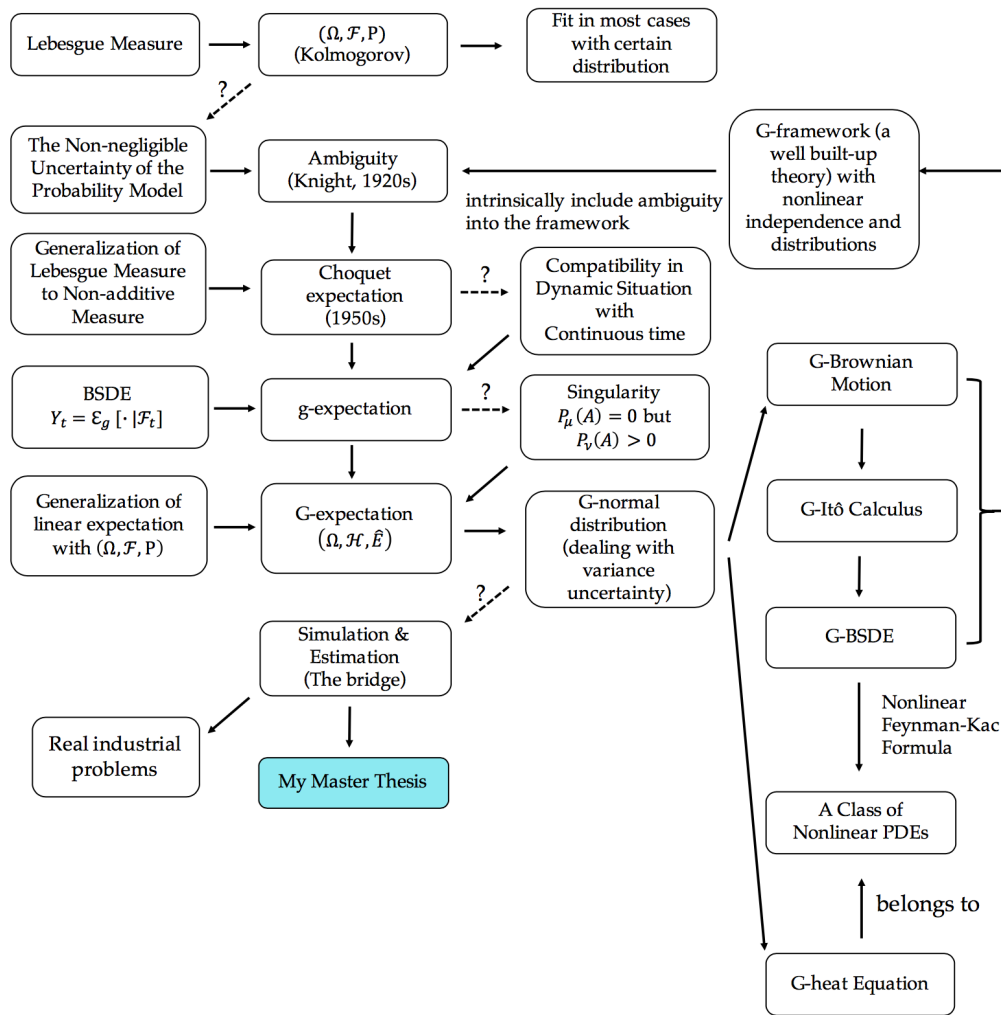 Lebesgue Measure
(Ω, ℱ, P)
(Kolmogorov)
Fit in most cases
with certain
distribution
?
The Non-negligible
Uncertainty of the
Probability Model
Ambiguity
(Knight, 1920s)
intrinsically include ambiguity
into the framework
G-framework (a
well built-up
theory) with
nonlinear
independence and
distributions
Generalization of
Lebesgue Measure
to Non-additive
Measure
Choquet
expectation
(1950s)
?
Compatibility in
Dynamic Situation
with
Continuous time
BSDE
Y_t = ℰ_g [· |ℱ_t]
g-expectation
?
Singularity
P_μ(A) = 0 but
P_ν(A) > 0
G-Brownian
Motion
Generalization of
linear expectation
with (Ω, ℱ, P)
G-expectation
(Ω, ℋ, Ê)
G-normal
distribution
(dealing with
variance
uncertainty)
G-Itô Calculus
?
Simulation &
Estimation
(The bridge)
G-BSDE
Real industrial
problems
My Master Thesis
Nonlinear
Feynman-Kac
Formula
A Class of
Nonlinear PDEs
belongs to
G-heat Equation